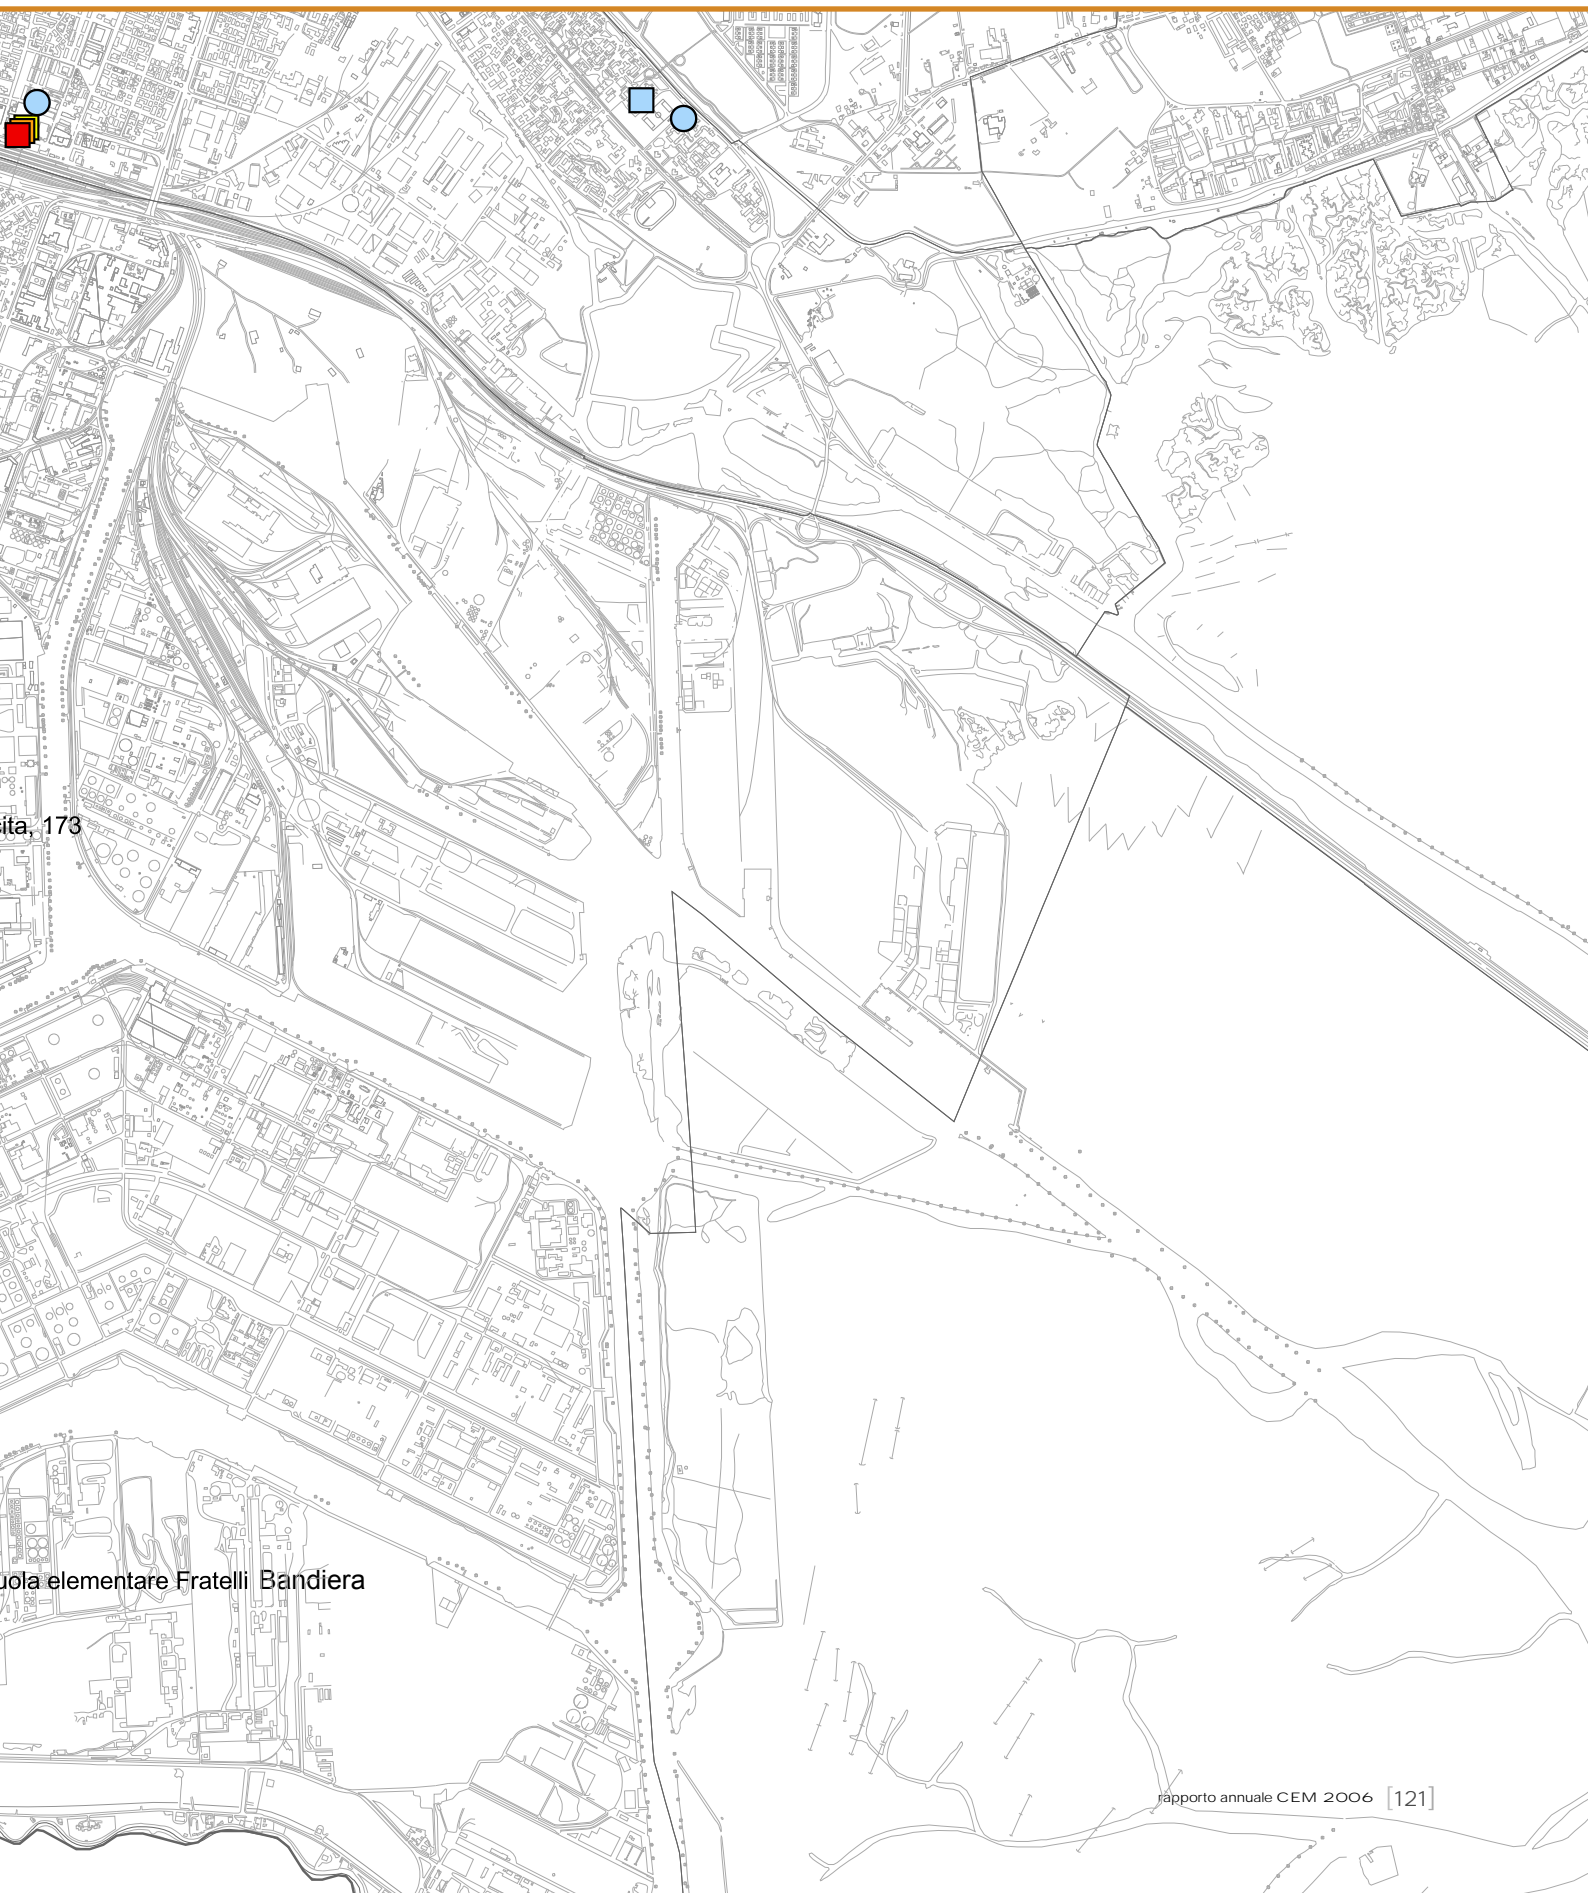 ita, 173
uola elementare Fratelli Bandiera
rapporto annuale CEM 2006 [121]